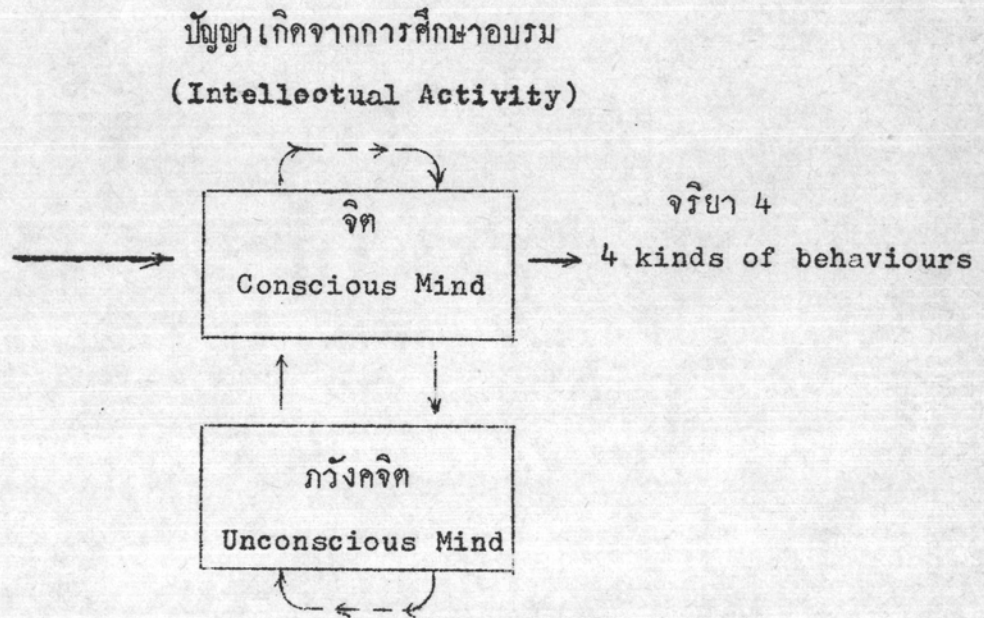 ปัญญาเกิดจากการศึกษาอบรม
(Intellectual Activity)
จิต
Conscious Mind
จริยา 4
4 kinds of behaviours
ภวังคจิต
Unconscious Mind